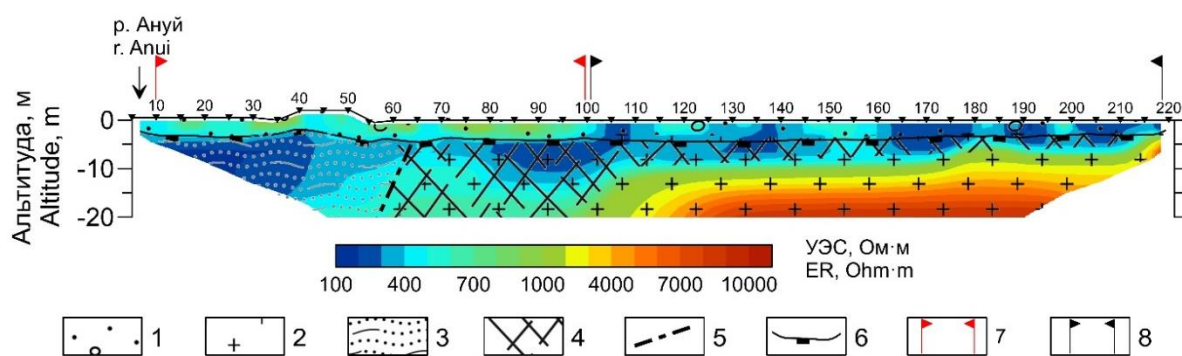 р. Ануй
r. Anui
Альтитуда, м
Altitude, m
0
-10
-20
10 20 30 40 50 60 70 80 90 100 110 120 130 140 150 160 170 180 190 200 210 220
100 400 700 1000 4000 7000 10000
УЭС, Ом·м
ER, Ohm·m
1 2 3 4 5 6 7 8